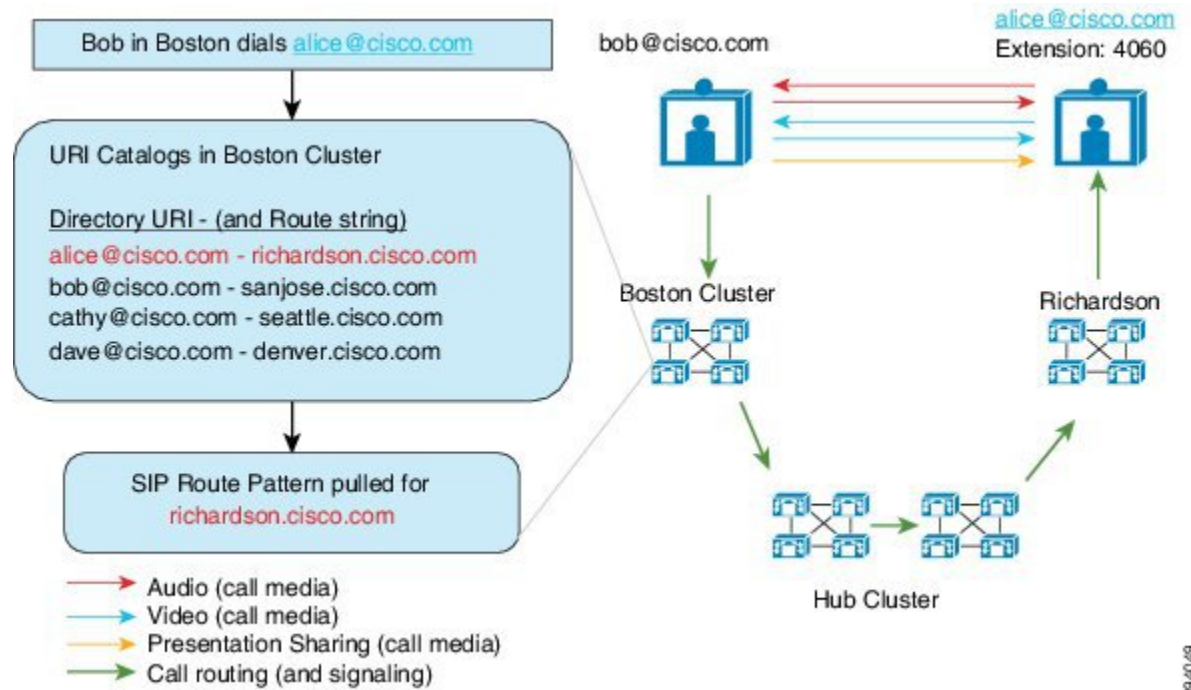 Bob in Boston dials alice@cisco.com
URI Catalogs in Boston Cluster
Directory URI - (and Route string)
alice@cisco.com - richardson.cisco.com
bob@cisco.com - sanjose.cisco.com
cathy@cisco.com - seattle.cisco.com
dave@cisco.com - denver.cisco.com
SIP Route Pattern pulled for
richardson.cisco.com
Audio (call media)
Video (call media)
Presentation Sharing (call media)
Call routing (and signaling)
bob@cisco.com
alice@cisco.com
Extension: 4060
Boston Cluster
Richardson
Hub Cluster